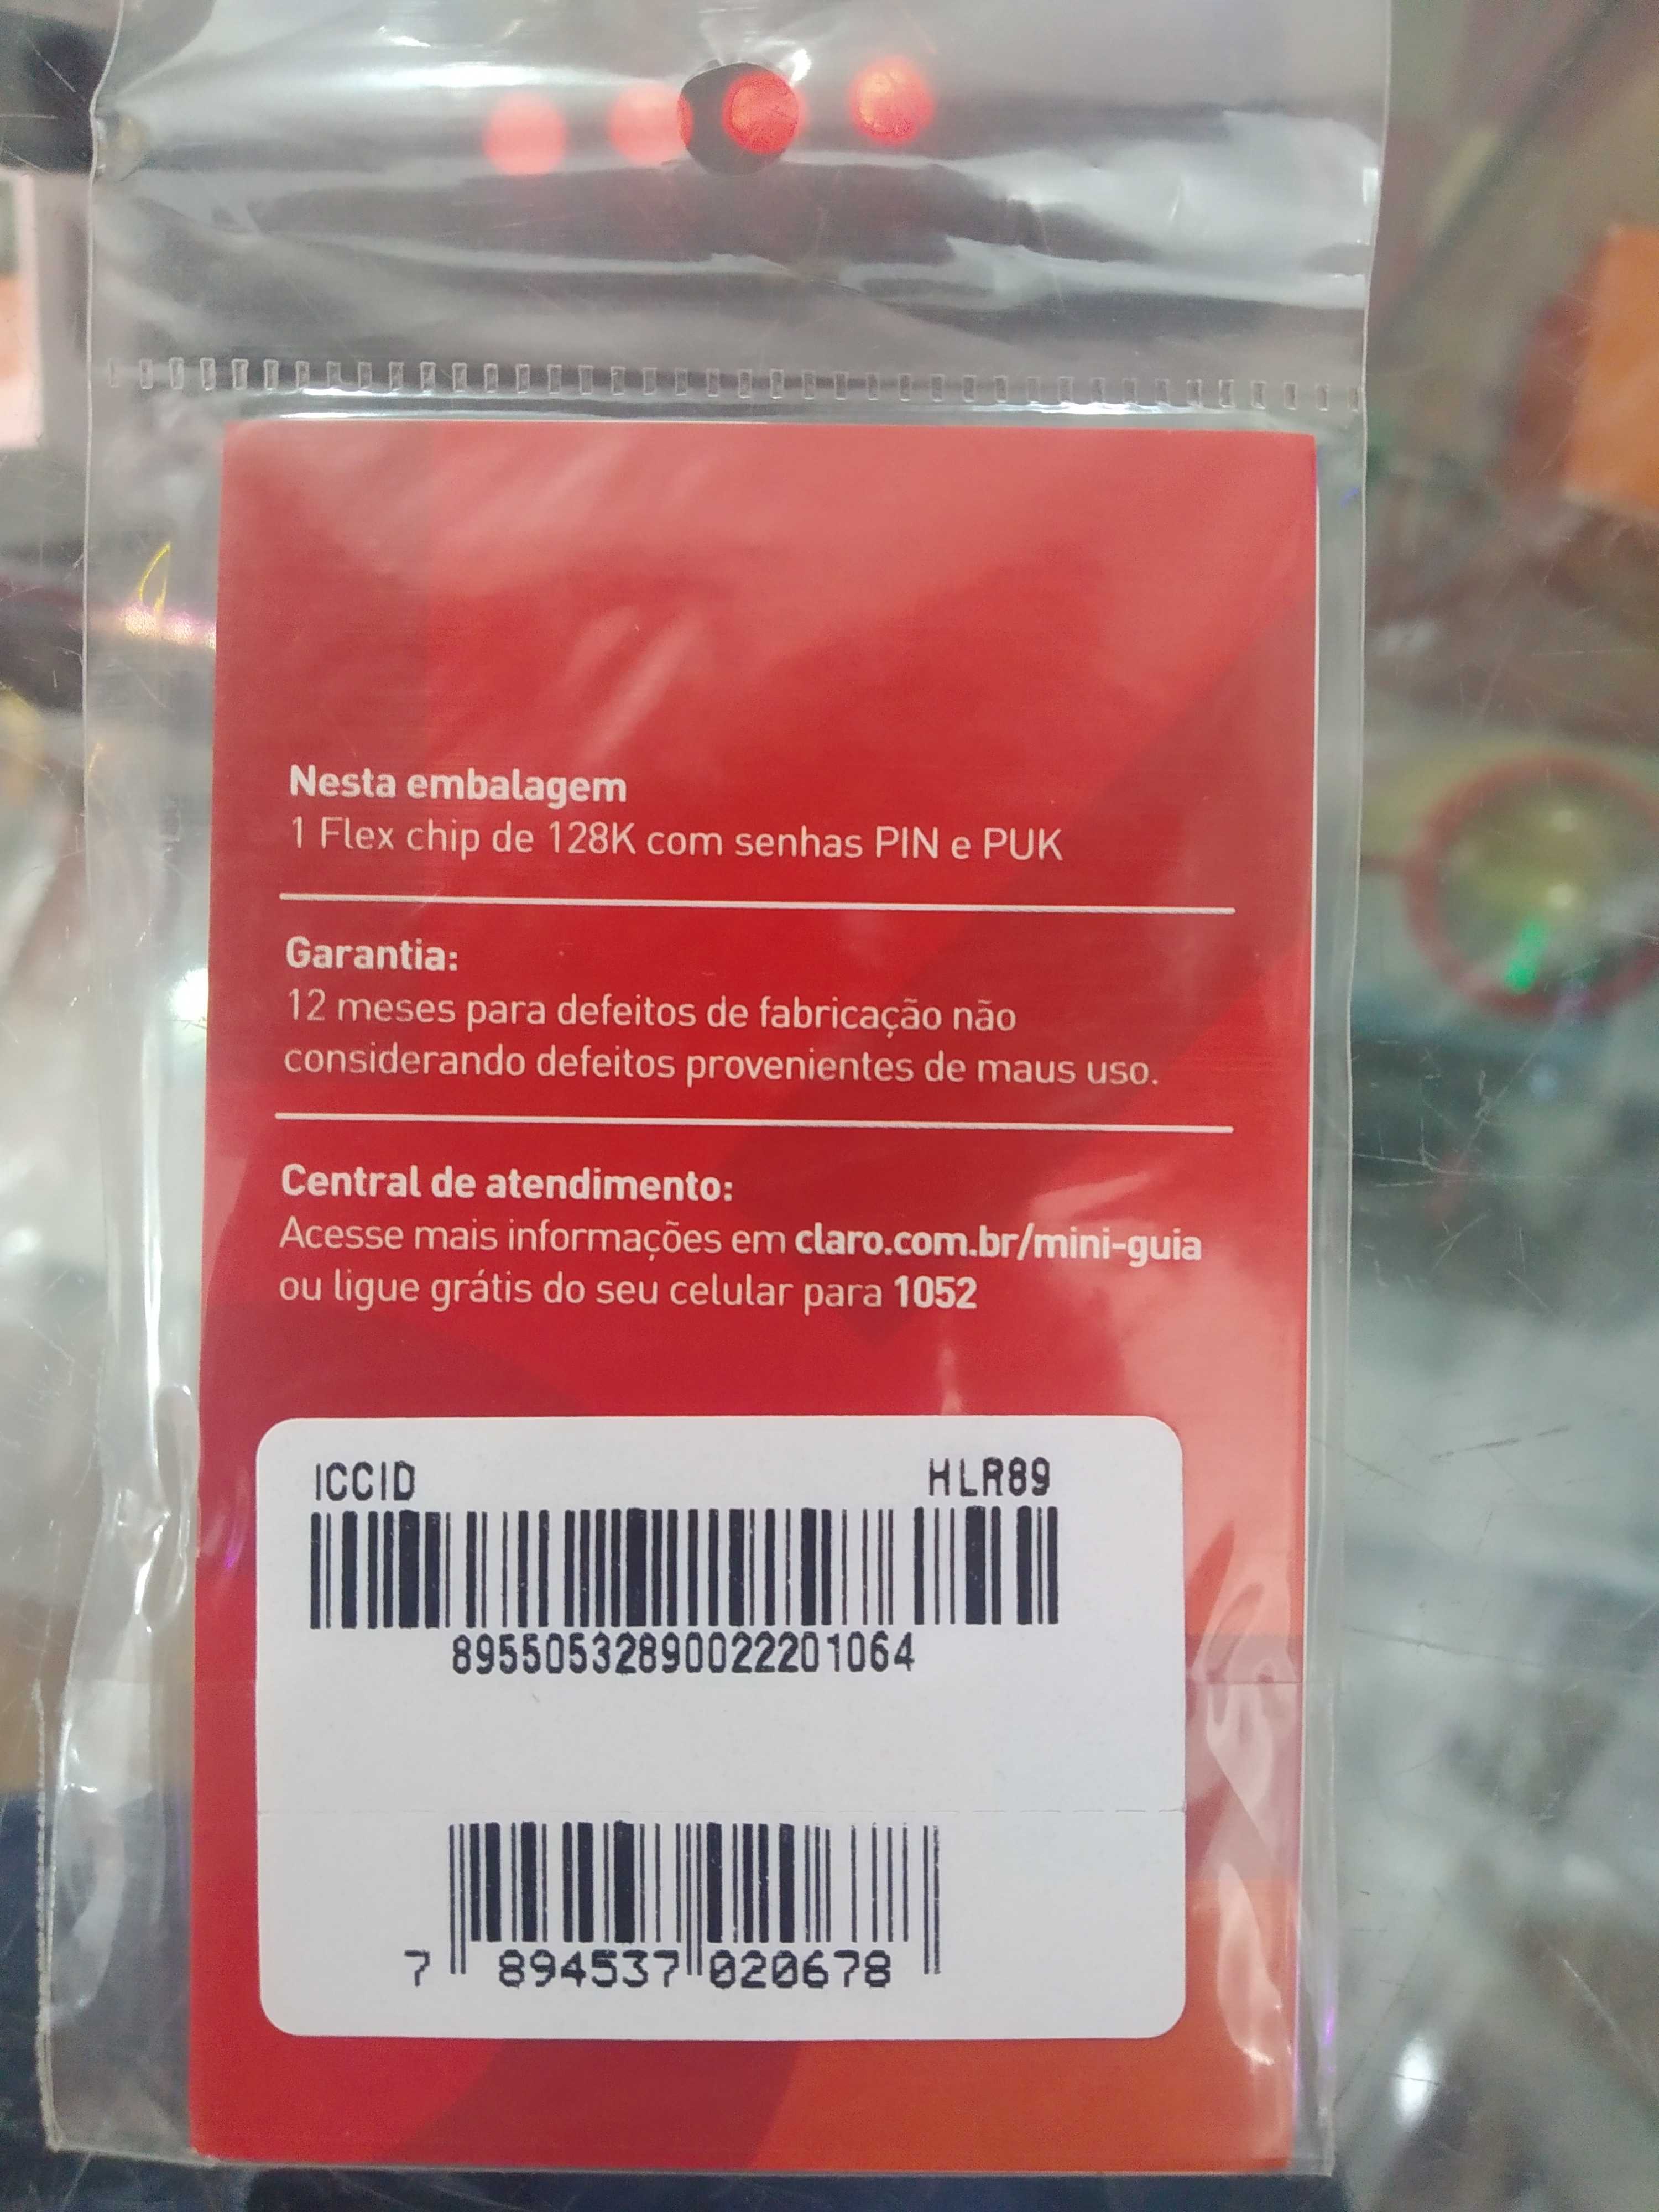 Nesta embalagem
1 Flex chip de 128K com senhas PIN e PUK
Garantia:
12 meses para defeitos de fabricação não
considerando defeitos provenientes de maus uso.
Central de atendimento:
Acesse mais informações em claro.com.br/mini-guia
ou ligue grátis do seu celular para 1052
ICCID HLR89
89550532890022201064
7 894537 020678